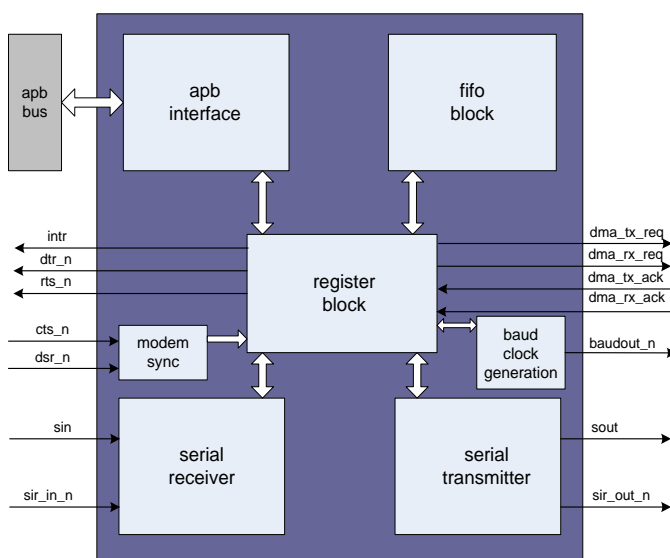 apb
bus
apb
interface
fifo
block
intr
dtr_n
rts_n
register
block
dma_tx_req
dma_rx_req
dma_tx_ack
dma_rx_ack
cts_n
dsr_n
modem
sync
baud
clock
generation
baudout_n
sin
sir_in_n
serial
receiver
serial
transmitter
sout
sir_out_n